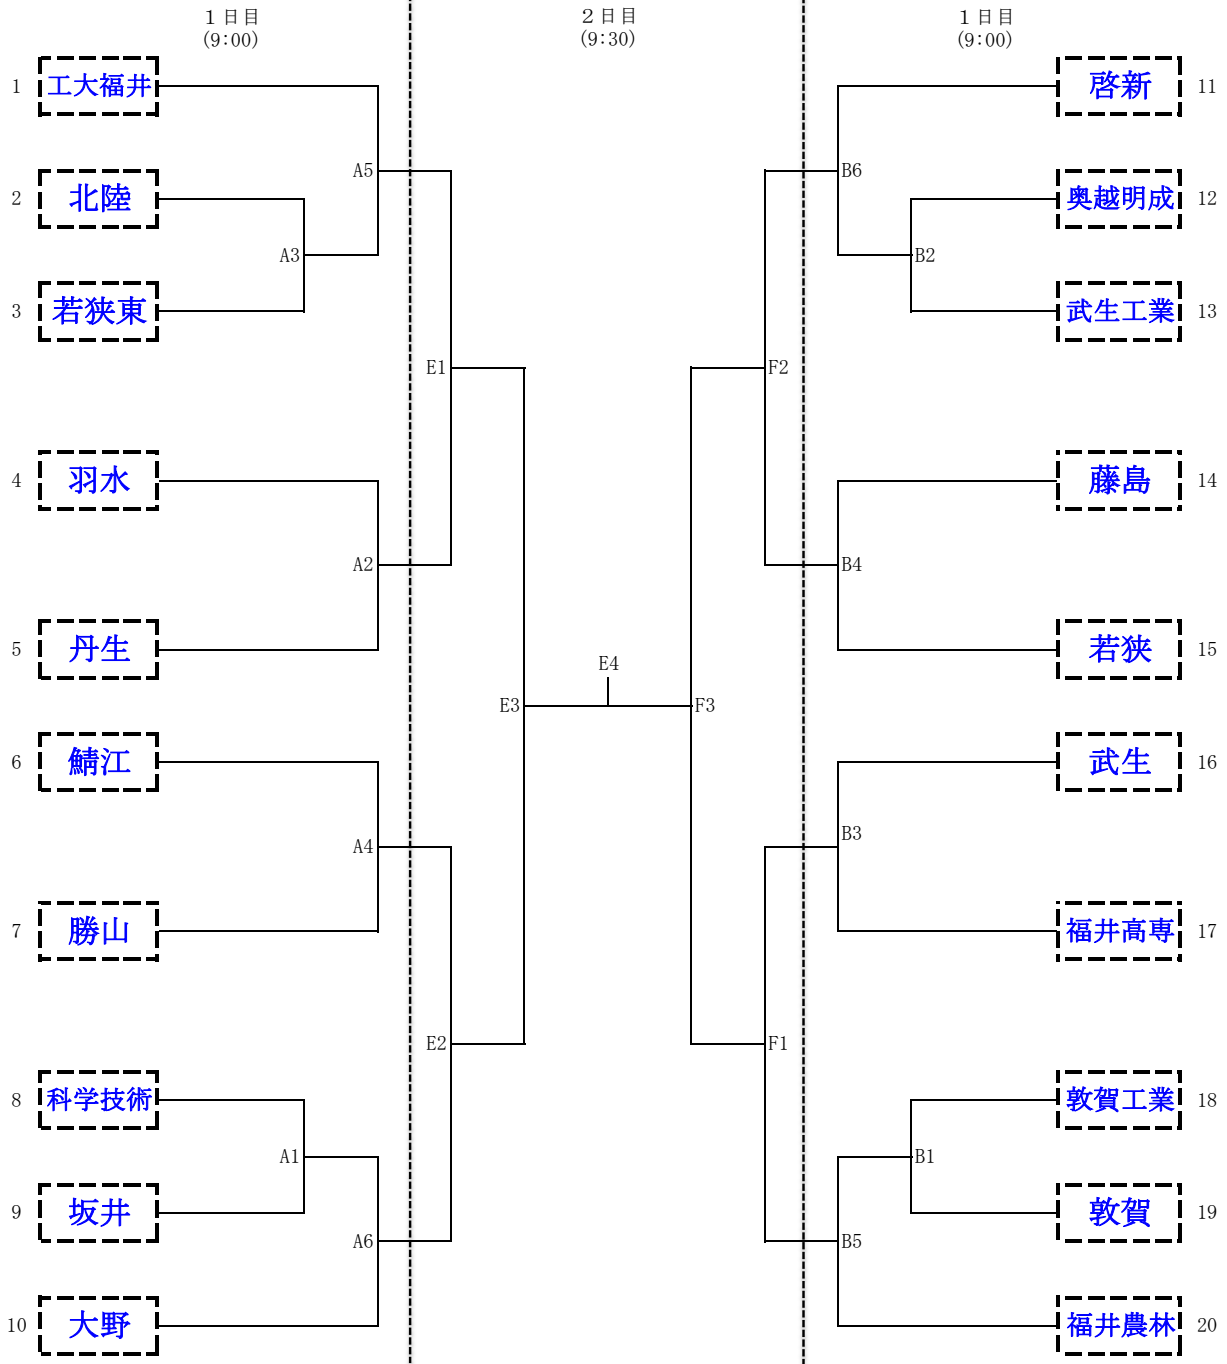 １日目 ２日目 １日目
(9:00) (9:30) (9:00)
1 工大福井 啓新 11
A5 B6
2 北陸 奥越明成 12
A3 B2
3 若狭東 武生工業 13
E1 F2
4 羽水 藤島 14
A2 B4
5 丹生 若狭 15
E4
E3 F3
6 鯖江 武生 16
A4 B3
7 勝山 福井高専 17
E2 F1
8 科学技術 敦賀工業 18
A1 B1
9 坂井 敦賀 19
A6 B5
10 大野 福井農林 20